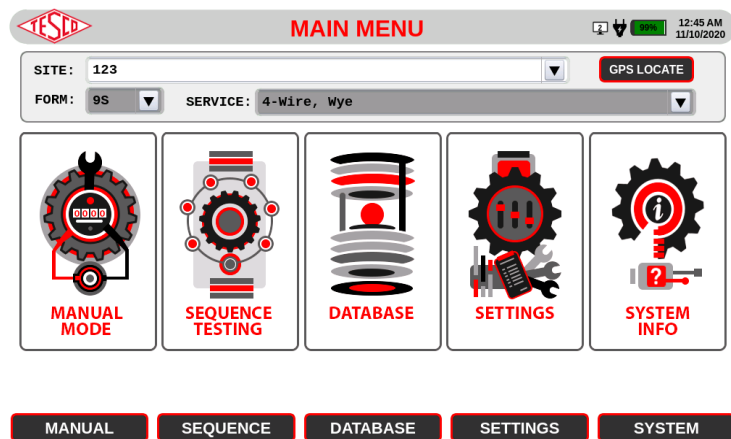 TESCO
MAIN MENU
2
99%
12:45 AM
11/10/2020
SITE:
123
GPS LOCATE
FORM:
9S
SERVICE:
4-Wire, Wye
0000
i
?
MANUAL
MODE
SEQUENCE
TESTING
DATABASE
SETTINGS
SYSTEM
INFO
MANUAL
SEQUENCE
DATABASE
SETTINGS
SYSTEM